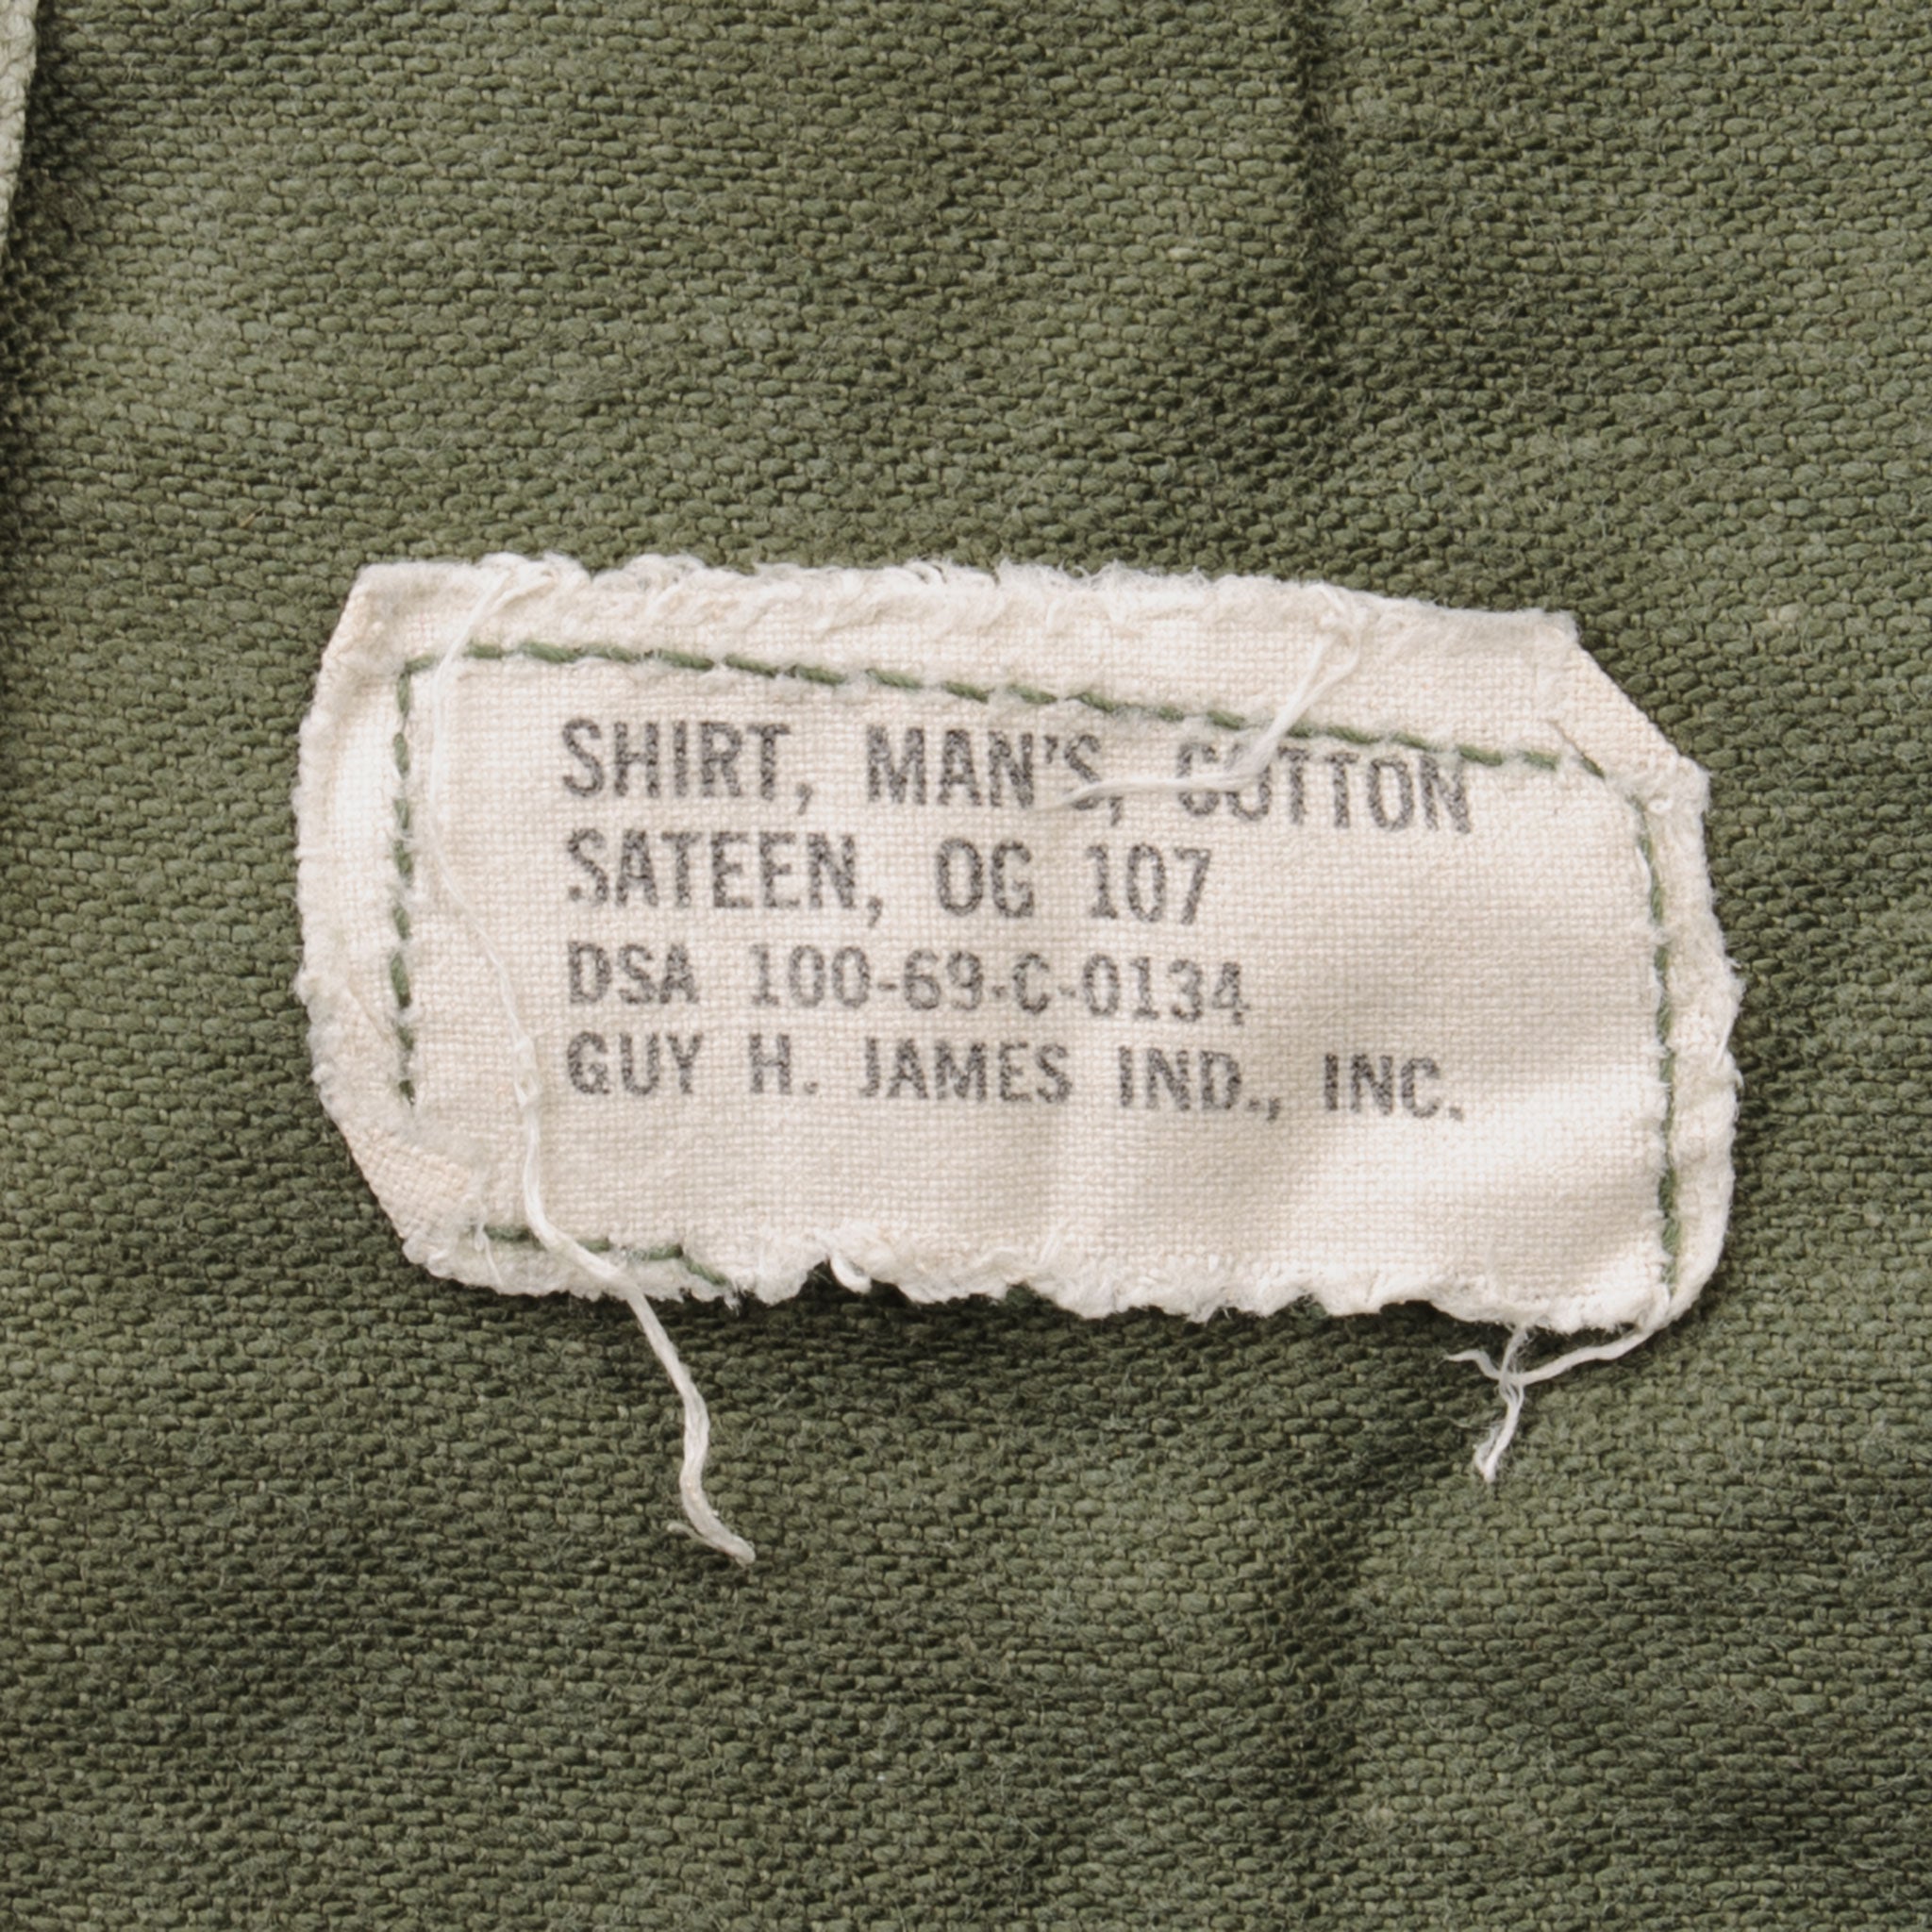 SHIRT, MAN'S, COTTON
SATEEN, OG 107
DSA 100-69-C-0134
GUY H. JAMES IND., INC.